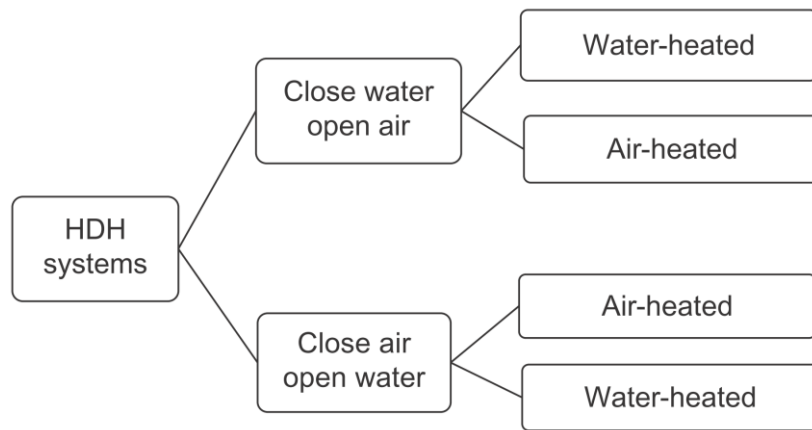 HDH
systems
Close water
open air
Water-heated
Air-heated
Close air
open water
Air-heated
Water-heated